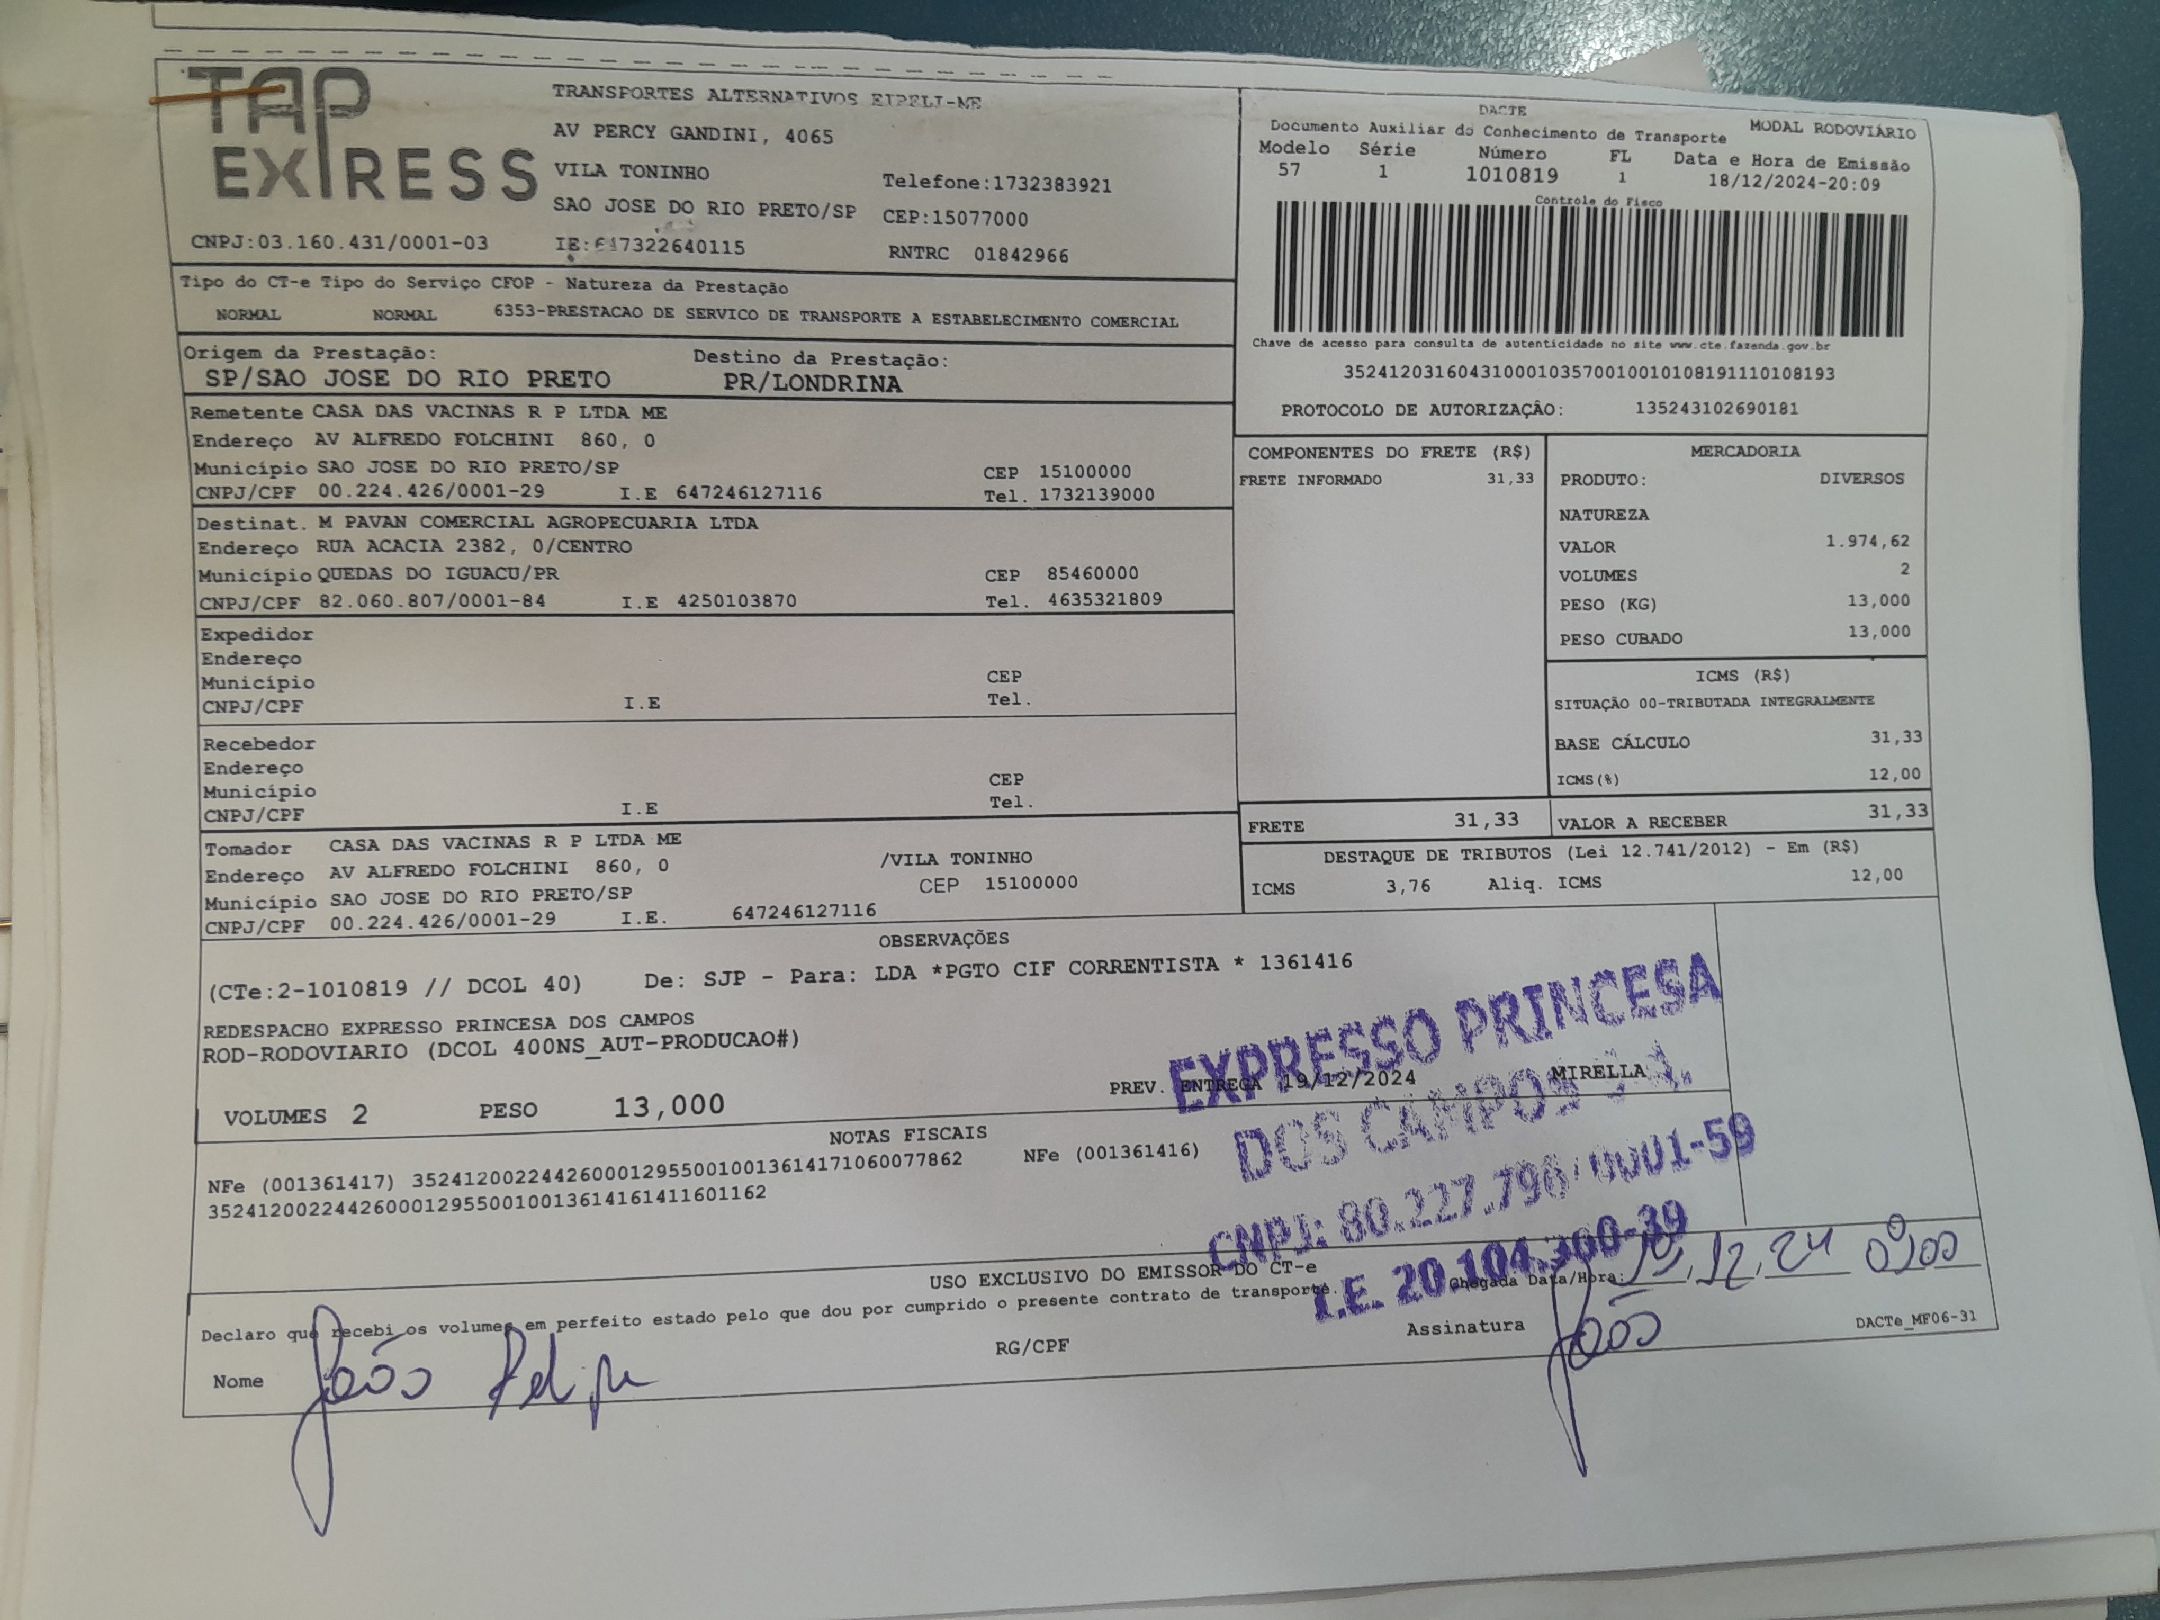 TAP EXPRESS
TRANSPORTES ALTERNATIVOS EIRELI-ME
AV PERCY GANDINI, 4065
VILA TONINHO
Telefone:1732383921
SAO JOSE DO RIO PRETO/SP CEP:15077000
CNPJ:03.160.431/0001-03 IE:647322640115 RNTRC 01842966
DACTE
Documento Auxiliar do Conhecimento de Transporte MODAL RODOVIÁRIO
Modelo Série Número FL Data e Hora de Emissão
57 1 1010819 1 18/12/2024-20:09
Controle do Fisco
Chave de acesso para consulta de autenticidade no site www.cte.fazenda.gov.br
35241203160431000103570010010108191110108193
PROTOCOLO DE AUTORIZAÇÃO: 135243102690181
Tipo do CT-e Tipo do Serviço CFOP - Natureza da Prestação
NORMAL NORMAL 6353-PRESTACAO DE SERVICO DE TRANSPORTE A ESTABELECIMENTO COMERCIAL
Origem da Prestação: Destino da Prestação:
SP/SAO JOSE DO RIO PRETO PR/LONDRINA
Remetente CASA DAS VACINAS R P LTDA ME
Endereço AV ALFREDO FOLCHINI 860, 0
Município SAO JOSE DO RIO PRETO/SP CEP 15100000
CNPJ/CPF 00.224.426/0001-29 I.E 647246127116 Tel. 1732139000
Destinat. M PAVAN COMERCIAL AGROPECUARIA LTDA
Endereço RUA ACACIA 2382, 0/CENTRO
Município QUEDAS DO IGUACU/PR CEP 85460000
CNPJ/CPF 82.060.807/0001-84 I.E 4250103870 Tel. 4635321809
Expedidor
Endereço
Município CEP
CNPJ/CPF I.E Tel.
Recebedor
Endereço
Município CEP
CNPJ/CPF I.E Tel.
Tomador CASA DAS VACINAS R P LTDA ME
Endereço AV ALFREDO FOLCHINI 860, 0 /VILA TONINHO
Município SAO JOSE DO RIO PRETO/SP CEP 15100000
CNPJ/CPF 00.224.426/0001-29 I.E. 647246127116
COMPONENTES DO FRETE (R$)
FRETE INFORMADO 31,33
MERCADORIA
PRODUTO: DIVERSOS
NATUREZA
VALOR 1.974,62
VOLUMES 2
PESO (KG) 13,000
PESO CUBADO 13,000
ICMS (R$)
SITUAÇÃO 00-TRIBUTADA INTEGRALMENTE
BASE CÁLCULO 31,33
ICMS(%) 12,00
FRETE 31,33 VALOR A RECEBER 31,33
DESTAQUE DE TRIBUTOS (Lei 12.741/2012) - Em (R$)
ICMS 3,76 Aliq. ICMS 12,00
OBSERVAÇÕES
(CTe:2-1010819 // DCOL 40) De: SJP - Para: LDA *PGTO CIF CORRENTISTA * 1361416
REDESPACHO EXPRESSO PRINCESA DOS CAMPOS
ROD-RODOVIARIO (DCOL 400NS_AUT-PRODUCAO#)
PREV. ENTREGA 19/12/2024 MIRELLA
VOLUMES 2 PESO 13,000
EXPRESSO PRINCESA
DOS CAMPOS S.A.
CNPJ: 80.227.796/0001-59
I.E. 20.104.360-39
NOTAS FISCAIS
NFe (001361417) 35241200224426000129550010013614171060077862 NFe (001361416)
35241200224426000129550010013614161411601162
USO EXCLUSIVO DO EMISSOR DO CT-e
Declaro que recebi os volumes em perfeito estado pelo que dou por cumprido o presente contrato de transporte.
Chegada Data/Hora: 19,12,24
Nome João Felipe RG/CPF Assinatura João
DACTe_MF06-31